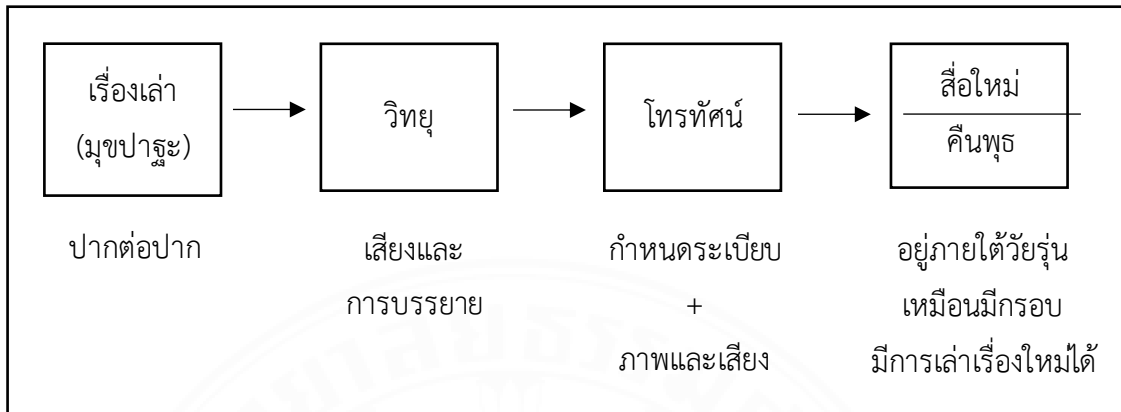 เรื่องเล่า
(มุขปาฐะ)
วิทยุ
โทรทัศน์
สื่อใหม่
คืนพุธ
ปากต่อปาก
เสียงและ
การบรรยาย
กำหนดระเบียบ
+
ภาพและเสียง
อยู่ภายใต้วัยรุ่น
เหมือนมีกรอบ
มีการเล่าเรื่องใหม่ได้